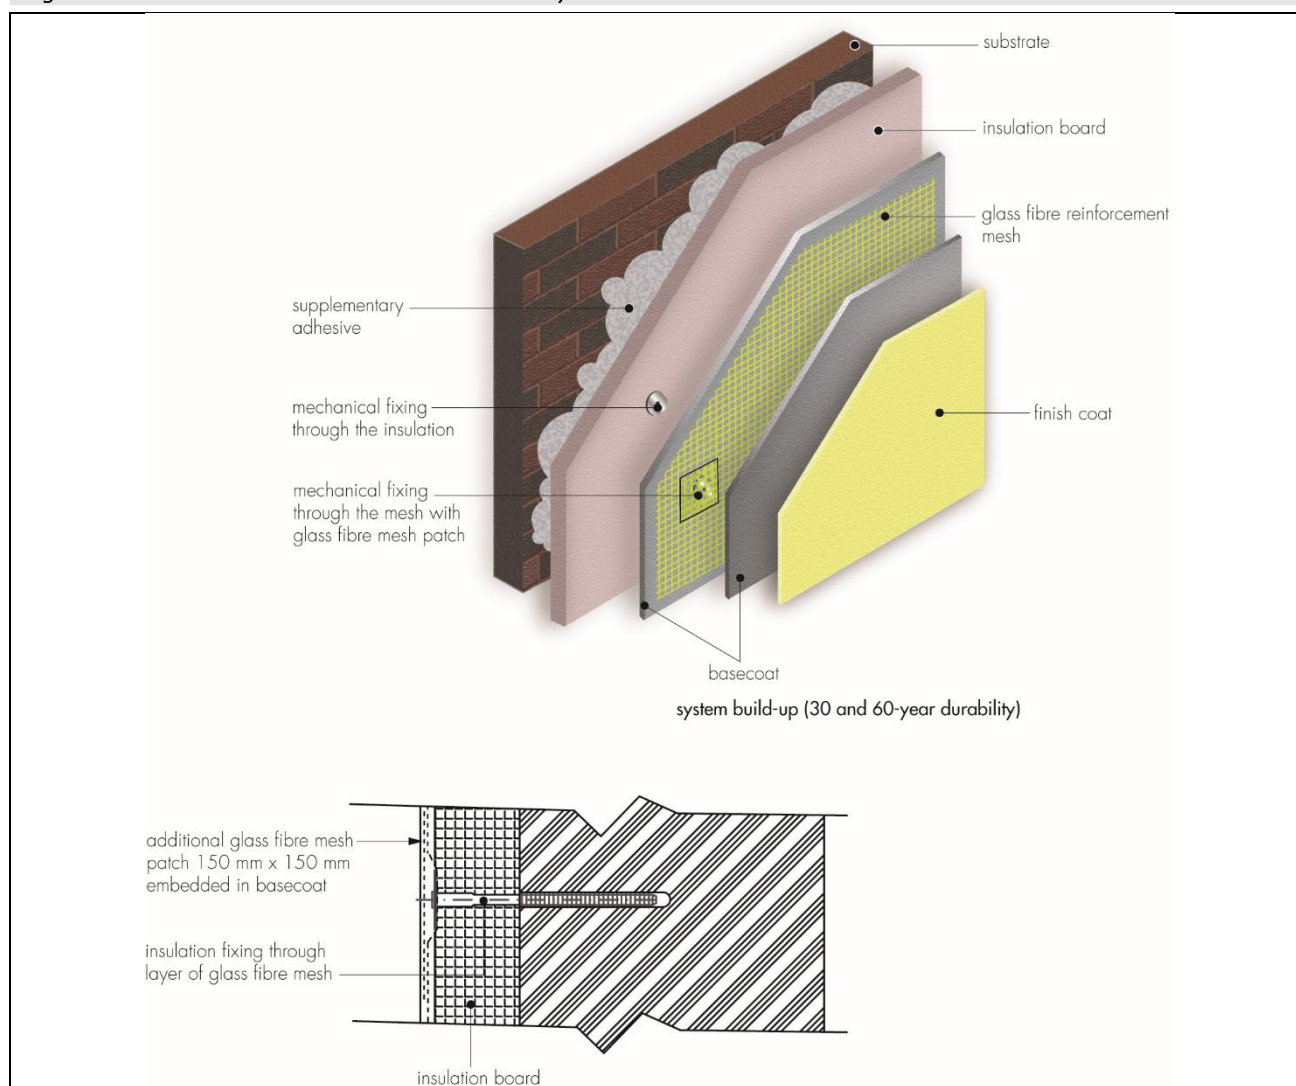 substrate
insulation board
glass fibre reinforcement
mesh
supplementary
adhesive
mechanical fixing
through the insulation
finish coat
mechanical fixing
through the mesh with
glass fibre mesh patch
basecoat
system build-up (30 and 60-year durability)
additional glass fibre mesh
patch 150 mm x 150 mm
embedded in basecoat
insulation fixing through
layer of glass fibre mesh
insulation board